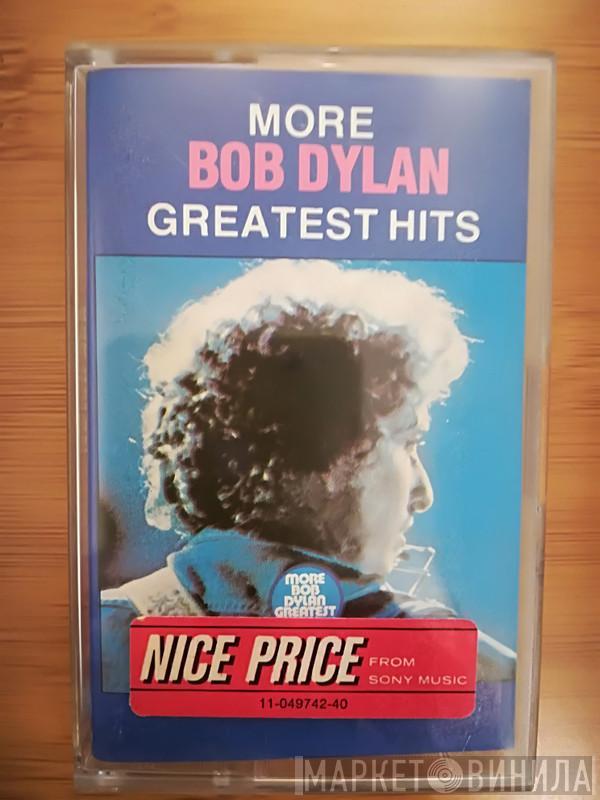 MORE
BOB DYLAN
GREATEST HITS
MORE
BOB
DYLAN
GREATEST
NICE PRICE
FROM
SONY MUSIC
11-049742-40
МАРКЕТ ВИНИЛА